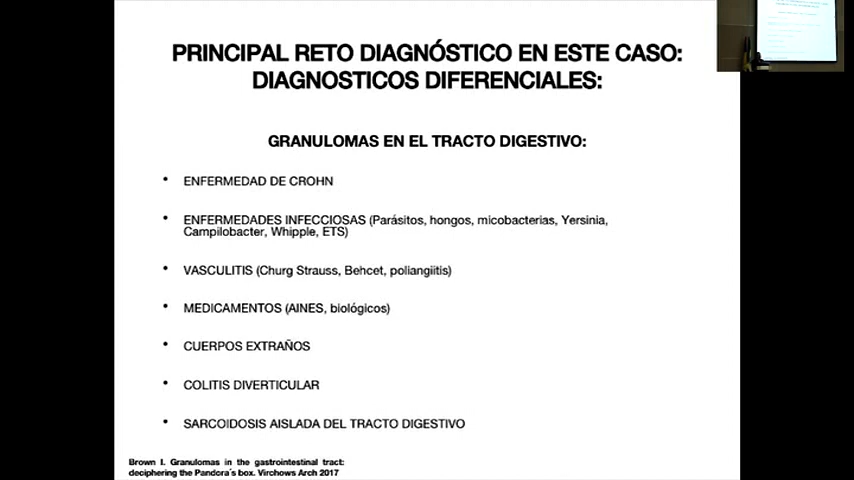 PRINCIPAL RETO DIAGNÓSTICO EN ESTE CASO:
DIAGNOSTICOS DIFERENCIALES:
GRANULOMAS EN EL TRACTO DIGESTIVO:
• ENFERMEDAD DE CROHN
• ENFERMEDADES INFECCIOSAS (Parásitos, hongos, micobacterias, Yersinia,
Campilobacter, Whipple, ETS)
• VASCULITIS (Churg Strauss, Behcet, poliangiitis)
• MEDICAMENTOS (AINES, biológicos)
• CUERPOS EXTRAÑOS
• COLITIS DIVERTICULAR
• SARCOIDOSIS AISLADA DEL TRACTO DIGESTIVO
Brown I. Granulomas in the gastrointestinal tract:
deciphering the Pandora´s box. Virchows Arch 2017